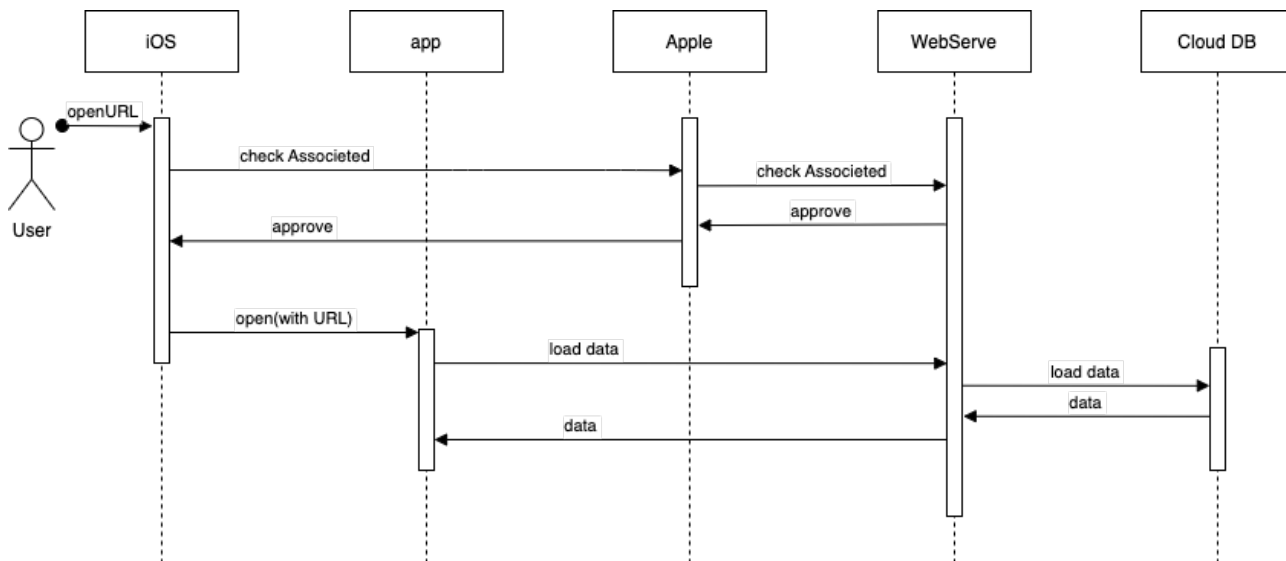 iOS
app
Apple
WebServe
Cloud DB
openURL
check Associeted
check Associeted
approve
approve
User
open(with URL)
load data
load data
data
data